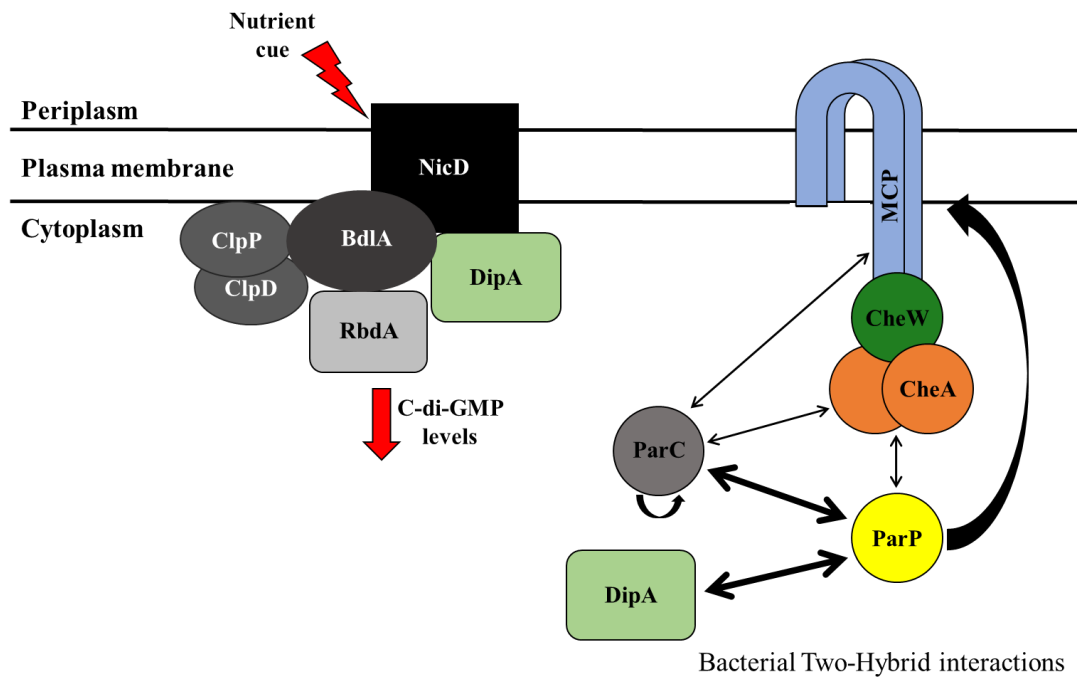 Nutrient
cue
Periplasm
Plasma membrane
Cytoplasm
NicD
ClpP
BdlA
ClpD
DipA
RbdA
C-di-GMP
levels
MCP
CheW
CheA
ParC
ParP
DipA
Bacterial Two-Hybrid interactions